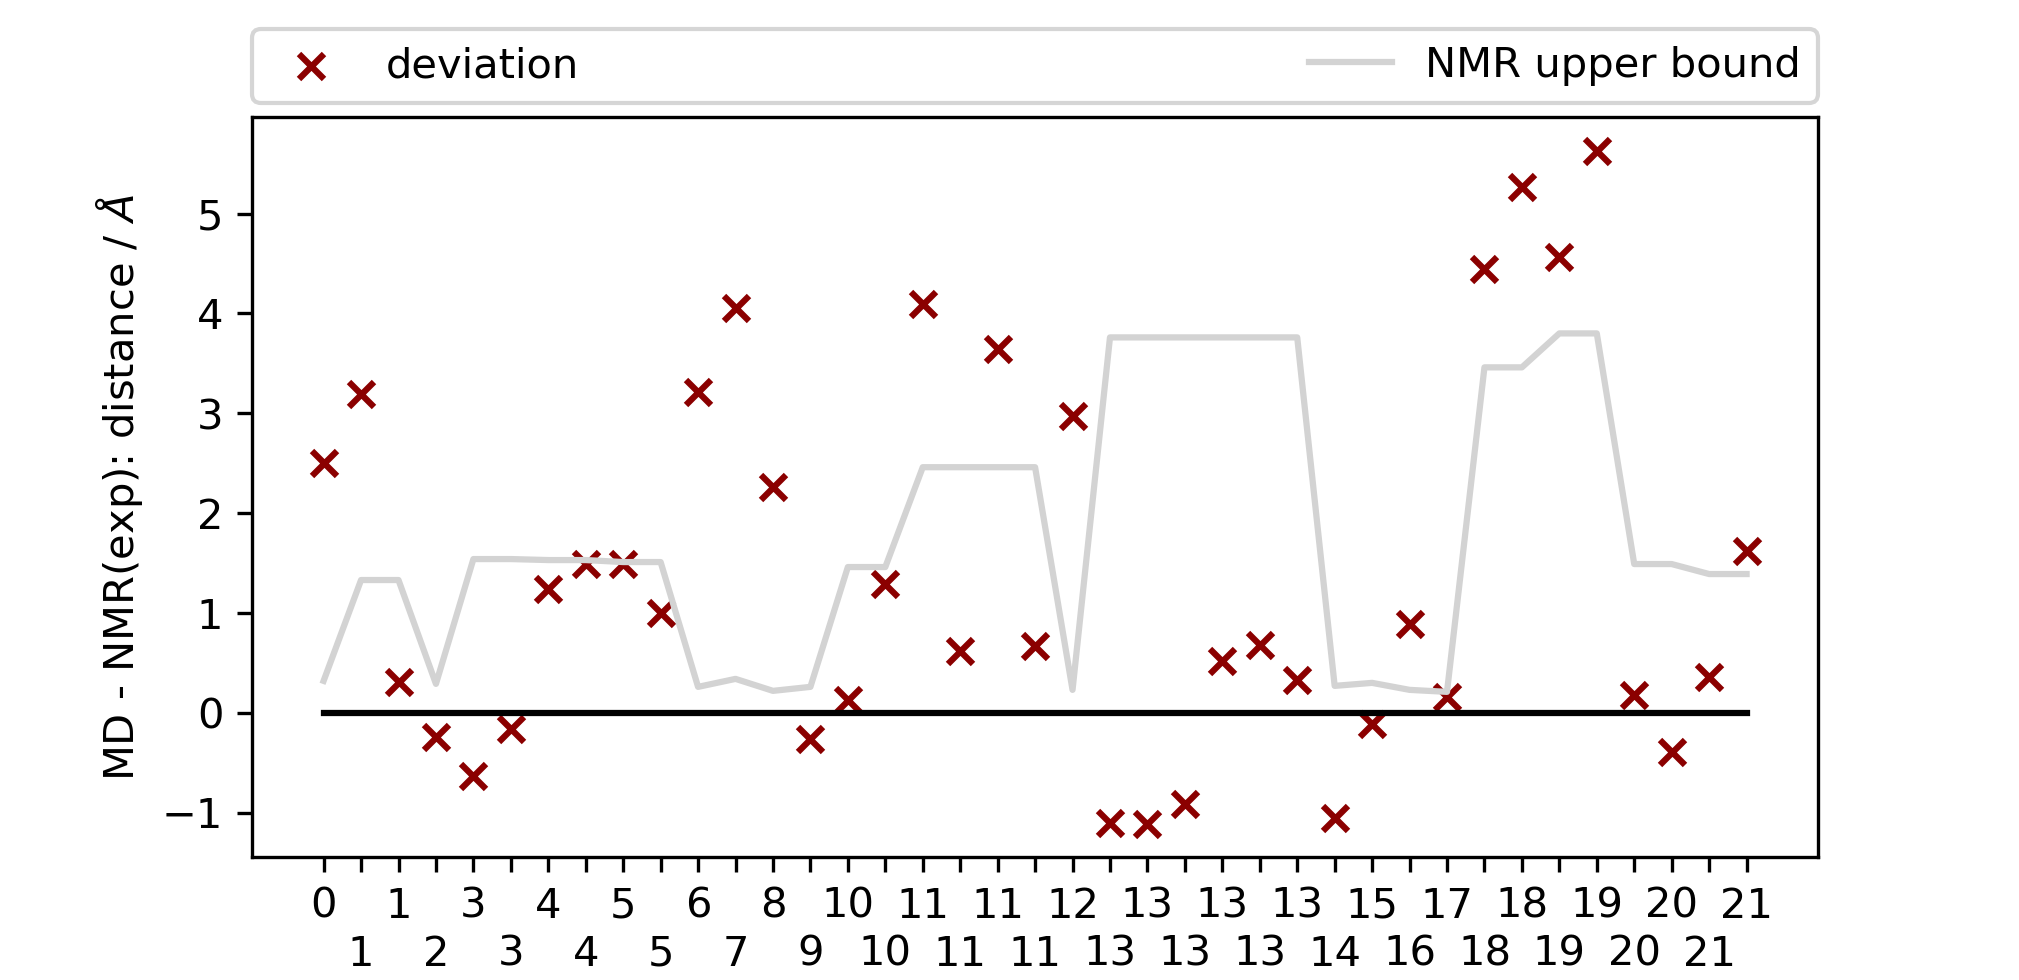 deviation NMR upper bound
MD - NMR(exp): distance / Å
5
4
3
2
1
0
−1
0 1 3 4 5 6 8 10 11 11 12 13 13 13 15 17 18 19 20 21
1 2 3 4 5 7 9 10 11 11 13 13 13 14 16 18 19 20 21